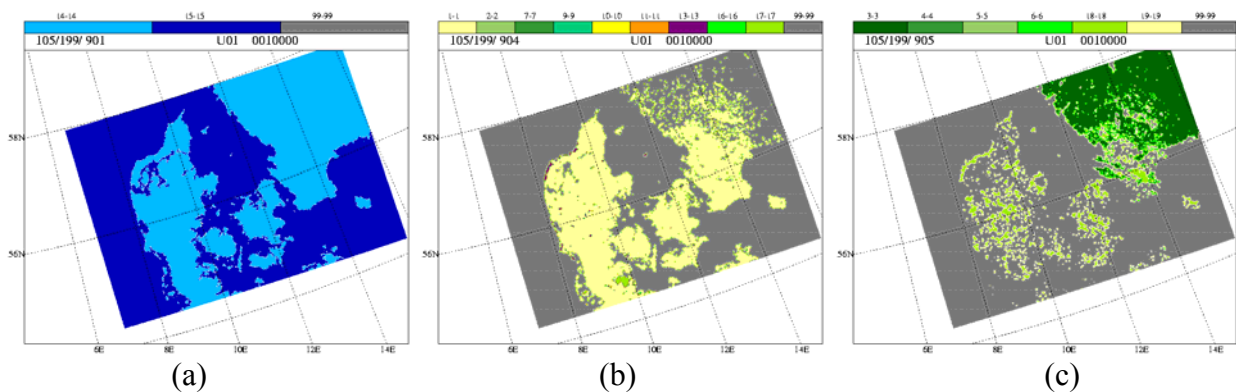 14-14 15-15 99-99
105/199/ 901 U01 0010000
58N
56N
6E 8E 10E 12E 14E
(a)
1-1 2-2 7-7 9-9 10-10 11-11 13-13 16-16 17-17 99-99
105/199/ 904 U01 0010000
58N
56N
6E 8E 10E 12E 14E
(b)
3-3 4-4 5-5 6-6 18-18 19-19 99-99
105/199/ 905 U01 0010000
58N
56N
6E 8E 10E 12E 14E
(c)